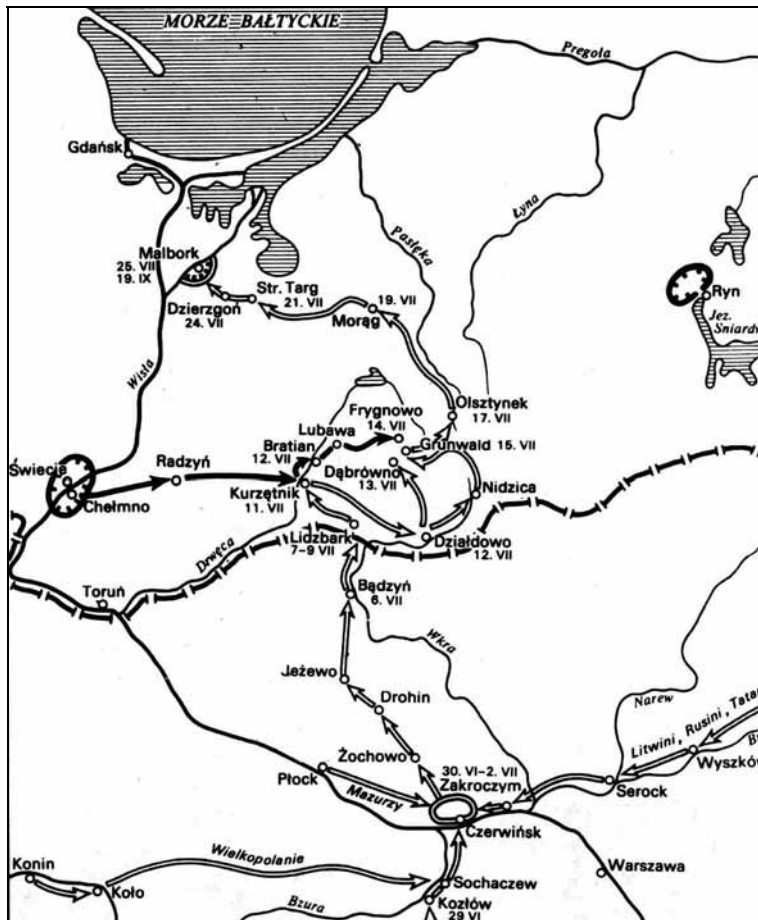 MORZE BAŁTYCKIE
Pregoła
Gdańsk
Łyna
Pasłęka
Malbork
25. VII
19. IX
Str. Targ
21. VII
19. VII
Ryn
Dzierzgoń
24. VII
Morąg
Jez.
Śniardw
Wisła
Olsztynek
17. VII
Frygnowo
14. VII
Lubawa
Grunwald 15. VII
Bratian
12. VII
Radzyń
Dąbrówno
13. VII
Świecie
Nidzica
Kurzętnik
11. VII
Chełmno
Lidzbark
7–9 VII
Działdowo
12. VII
Drwęca
Toruń
Bądzyń
6. VII
Wkra
Jeżewo
Drohin
Narew
Litwini, Rusini, Tatar
Żochowo
30. VI–2. VII
Zakroczym
Wyszków
Płock
Mazurzy
Serock
Czerwińsk
Wielkopolanie
Warszawa
Konin
Koło
Sochaczew
Bzura
Kozłów
29 VI